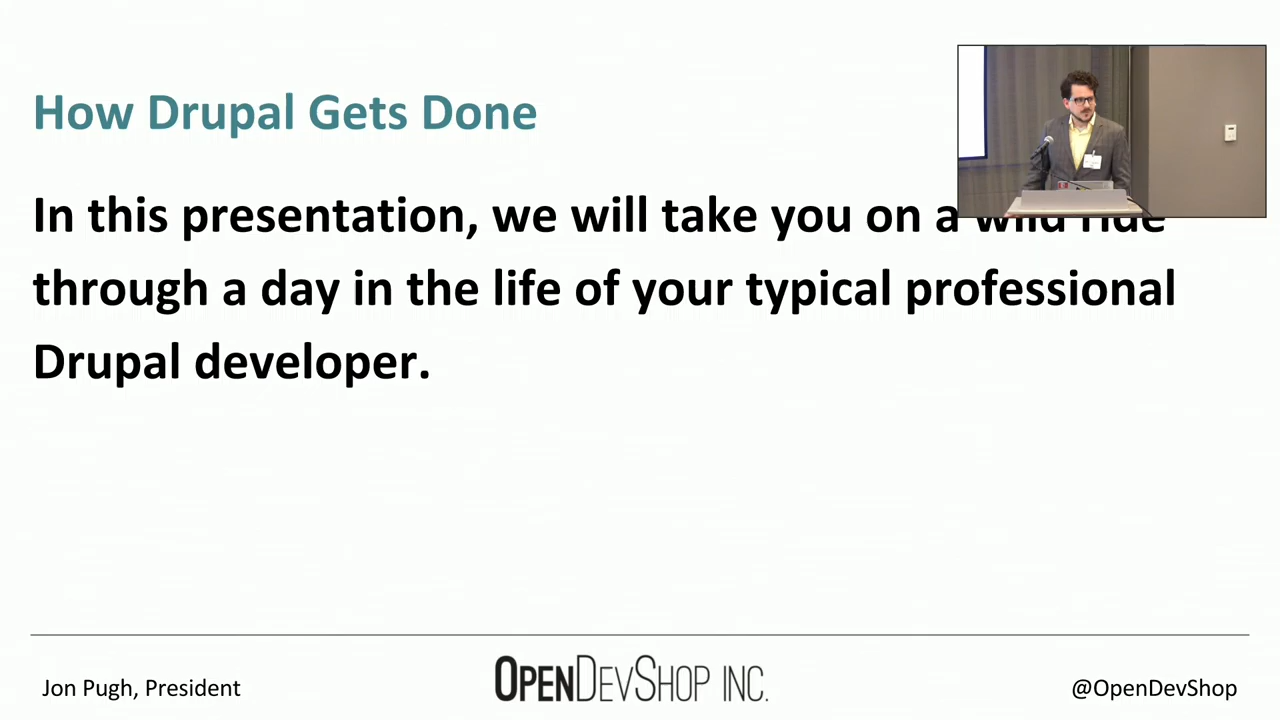 How Drupal Gets Done
In this presentation, we will take you on a wild ride
through a day in the life of your typical professional
Drupal developer.
Jon Pugh, President
OPENDEVSHOP INC.
@OpenDevShop